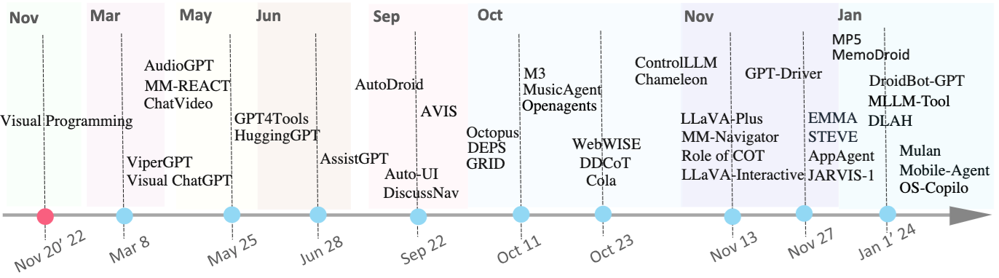 Nov
Mar
May
Jun
Sep
Oct
Nov
Jan
Visual Programming
AudioGPT
MM-REACT
ChatVideo
ViperGPT
Visual ChatGPT
GPT4Tools
HuggingGPT
AssistGPT
AutoDroid
AVIS
Auto-UI
DiscussNav
Octopus
DEPS
GRID
M3
MusicAgent
Openagents
WebWISE
DDCoT
Cola
ControlLLM
Chameleon
LLaVA-Plus
MM-Navigator
Role of COT
LLaVA-Interactive
GPT-Driver
EMMA
STEVE
AppAgent
JARVIS-1
MP5
MemoDroid
DroidBot-GPT
MLLM-Tool
DLAH
Mulan
Mobile-Agent
OS-Copilo
Nov 20’ 22
Mar 8
May 25
Jun 28
Sep 22
Oct 11
Oct 23
Nov 13
Nov 27
Jan 1’ 24